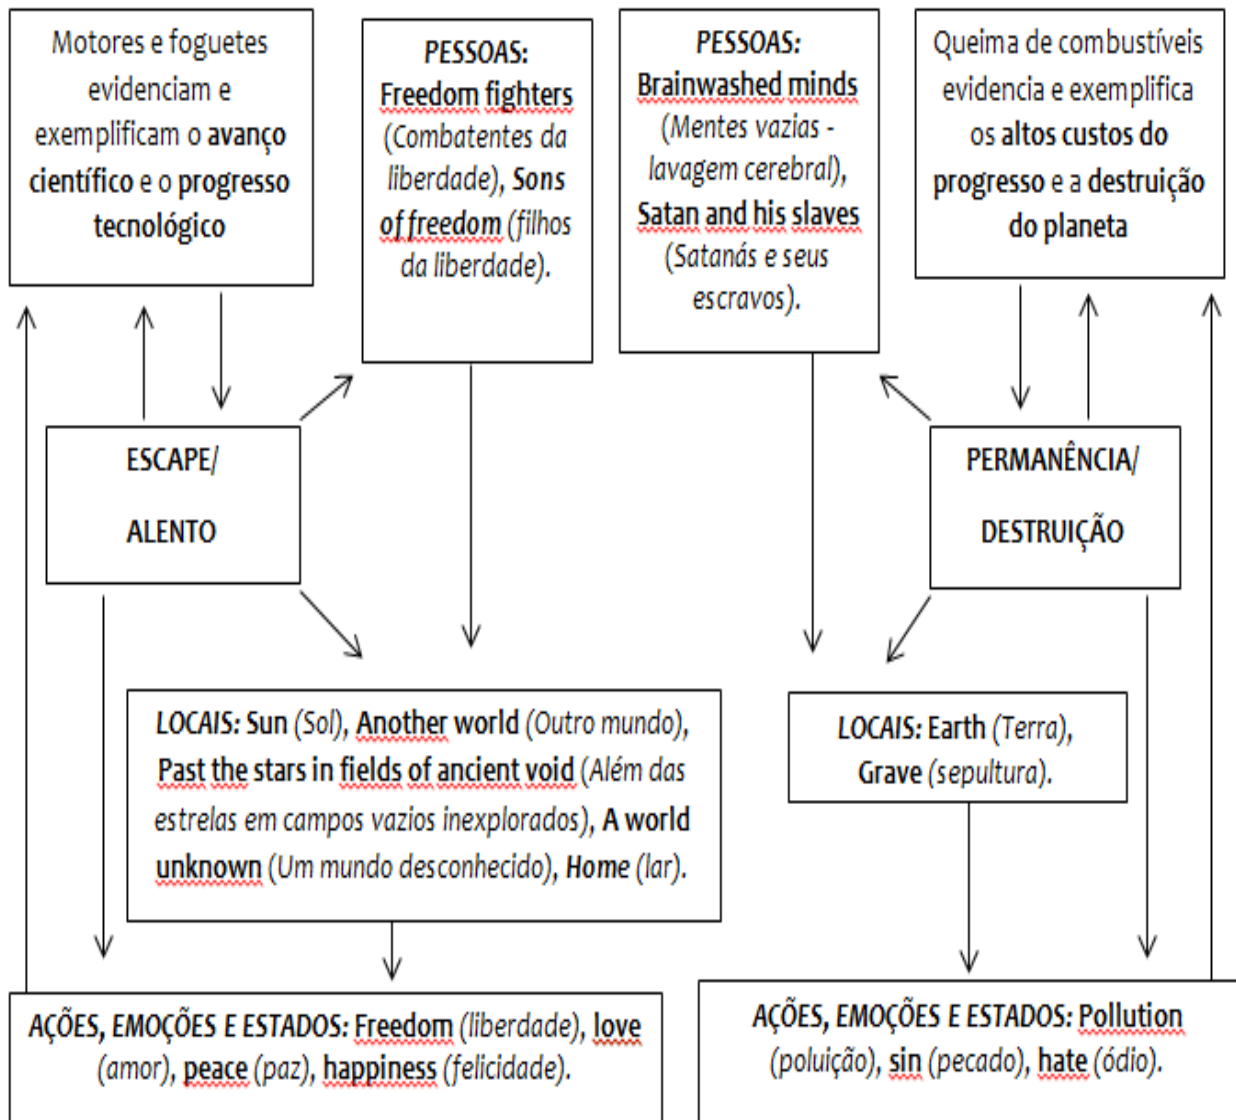 Motores e foguetes
evidenciam e
exemplificam o avanço
científico e o progresso
tecnológico
PESSOAS:
Freedom fighters
(Combatentes da
liberdade), Sons
of freedom (filhos
da liberdade).
PESSOAS:
Brainwashed minds
(Mentes vazias -
lavagem cerebral),
Satan and his slaves
(Satanás e seus
escravos).
Queima de combustíveis
evidencia e exemplifica
os altos custos do
progresso e a destruição
do planeta
ESCAPE/
ALENTO
PERMANÊNCIA/
DESTRUIÇÃO
LOCAIS: Sun (Sol), Another world (Outro mundo),
Past the stars in fields of ancient void (Além das
estrelas em campos vazios inexplorados), A world
unknown (Um mundo desconhecido), Home (lar).
LOCAIS: Earth (Terra),
Grave (sepultura).
AÇÕES, EMOÇÕES E ESTADOS: Freedom (liberdade), love
(amor), peace (paz), happiness (felicidade).
AÇÕES, EMOÇÕES E ESTADOS: Pollution
(poluição), sin (pecado), hate (ódio).